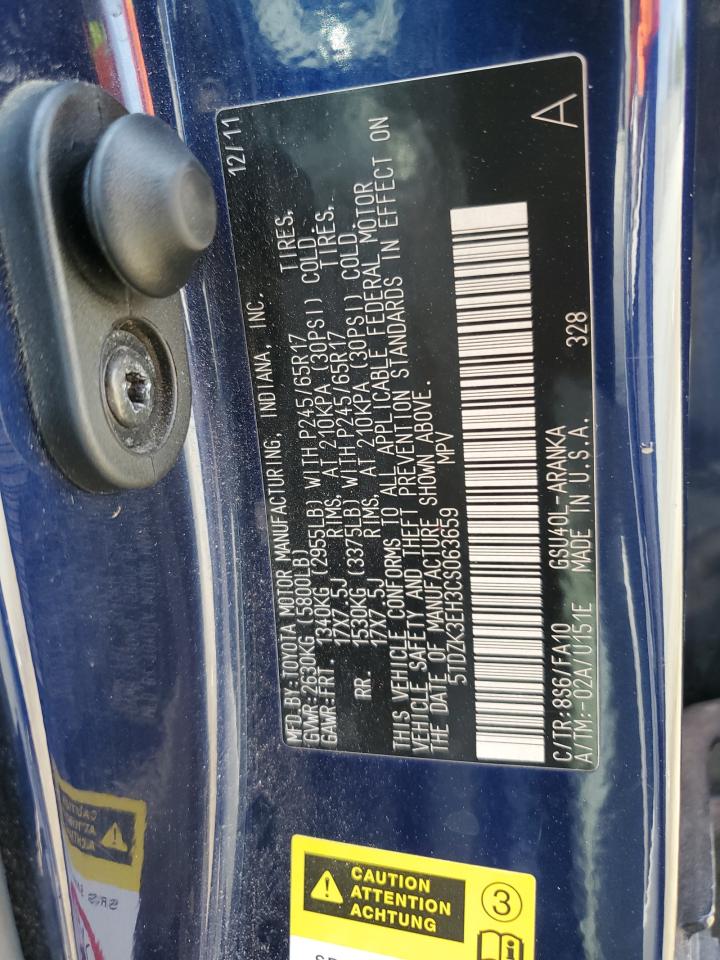 MFD.BY:TOYOTA MOTOR MANUFACTURING, INDIANA, INC. 12/11
GVWR:2630KG (5800LB)
GAWR:FRT. 1340KG (2955LB) WITH P245/65R17 TIRES,
17X7.5J RIMS, AT 210KPA (30PSI) COLD
RR. 1530KG (3375LB) WITH P245/65R17 TIRES,
17X7.5J RIMS, AT 210KPA (30PSI) COLD.
THIS VEHICLE CONFORMS TO ALL APPLICABLE FEDERAL MOTOR
VEHICLE SAFETY AND THEFT PREVENTION STANDARDS IN EFFECT ON
THE DATE OF MANUFACTURE SHOWN ABOVE.
5TDZK3EH3CS063659 MPV
C/TR:8S6/FA10 GSU40L-ARANKA 328 A
A/TM:-02A/U151E MADE IN U.S.A.
CAUTION
ATTENTION
ACHTUNG
3